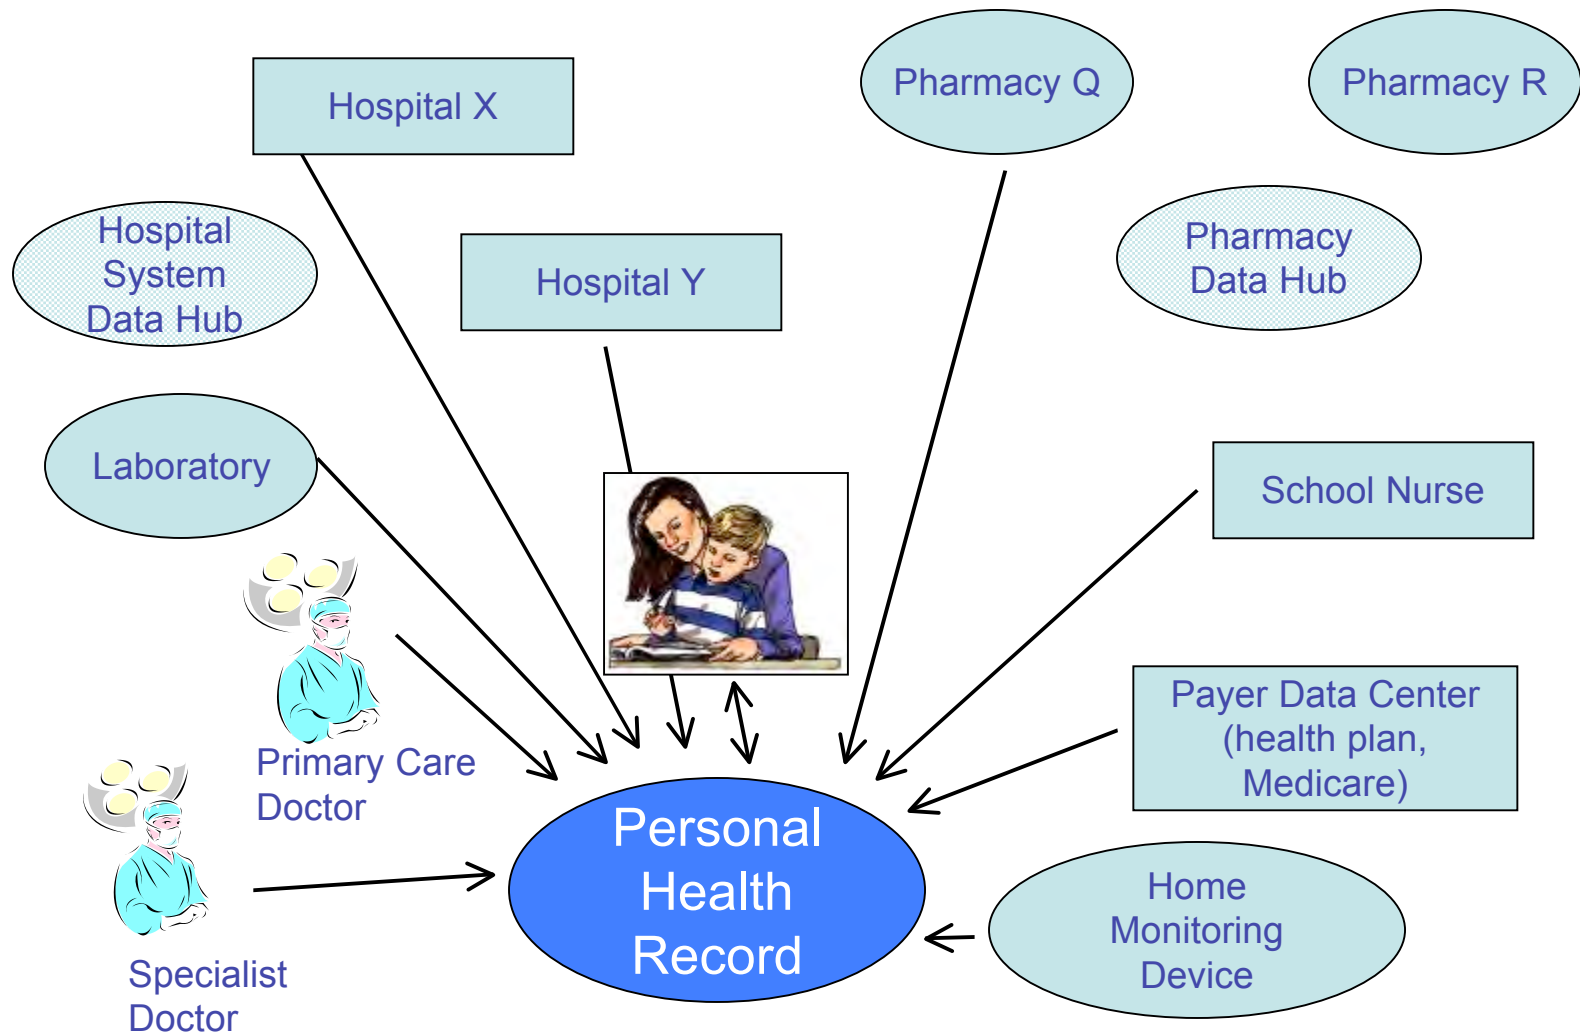 Hospital X
Pharmacy Q
Pharmacy R
Hospital
System
Data Hub
Hospital Y
Pharmacy
Data Hub
Laboratory
School Nurse
Primary Care
Doctor
Payer Data Center
(health plan,
Medicare)
Specialist
Doctor
Personal
Health
Record
Home
Monitoring
Device